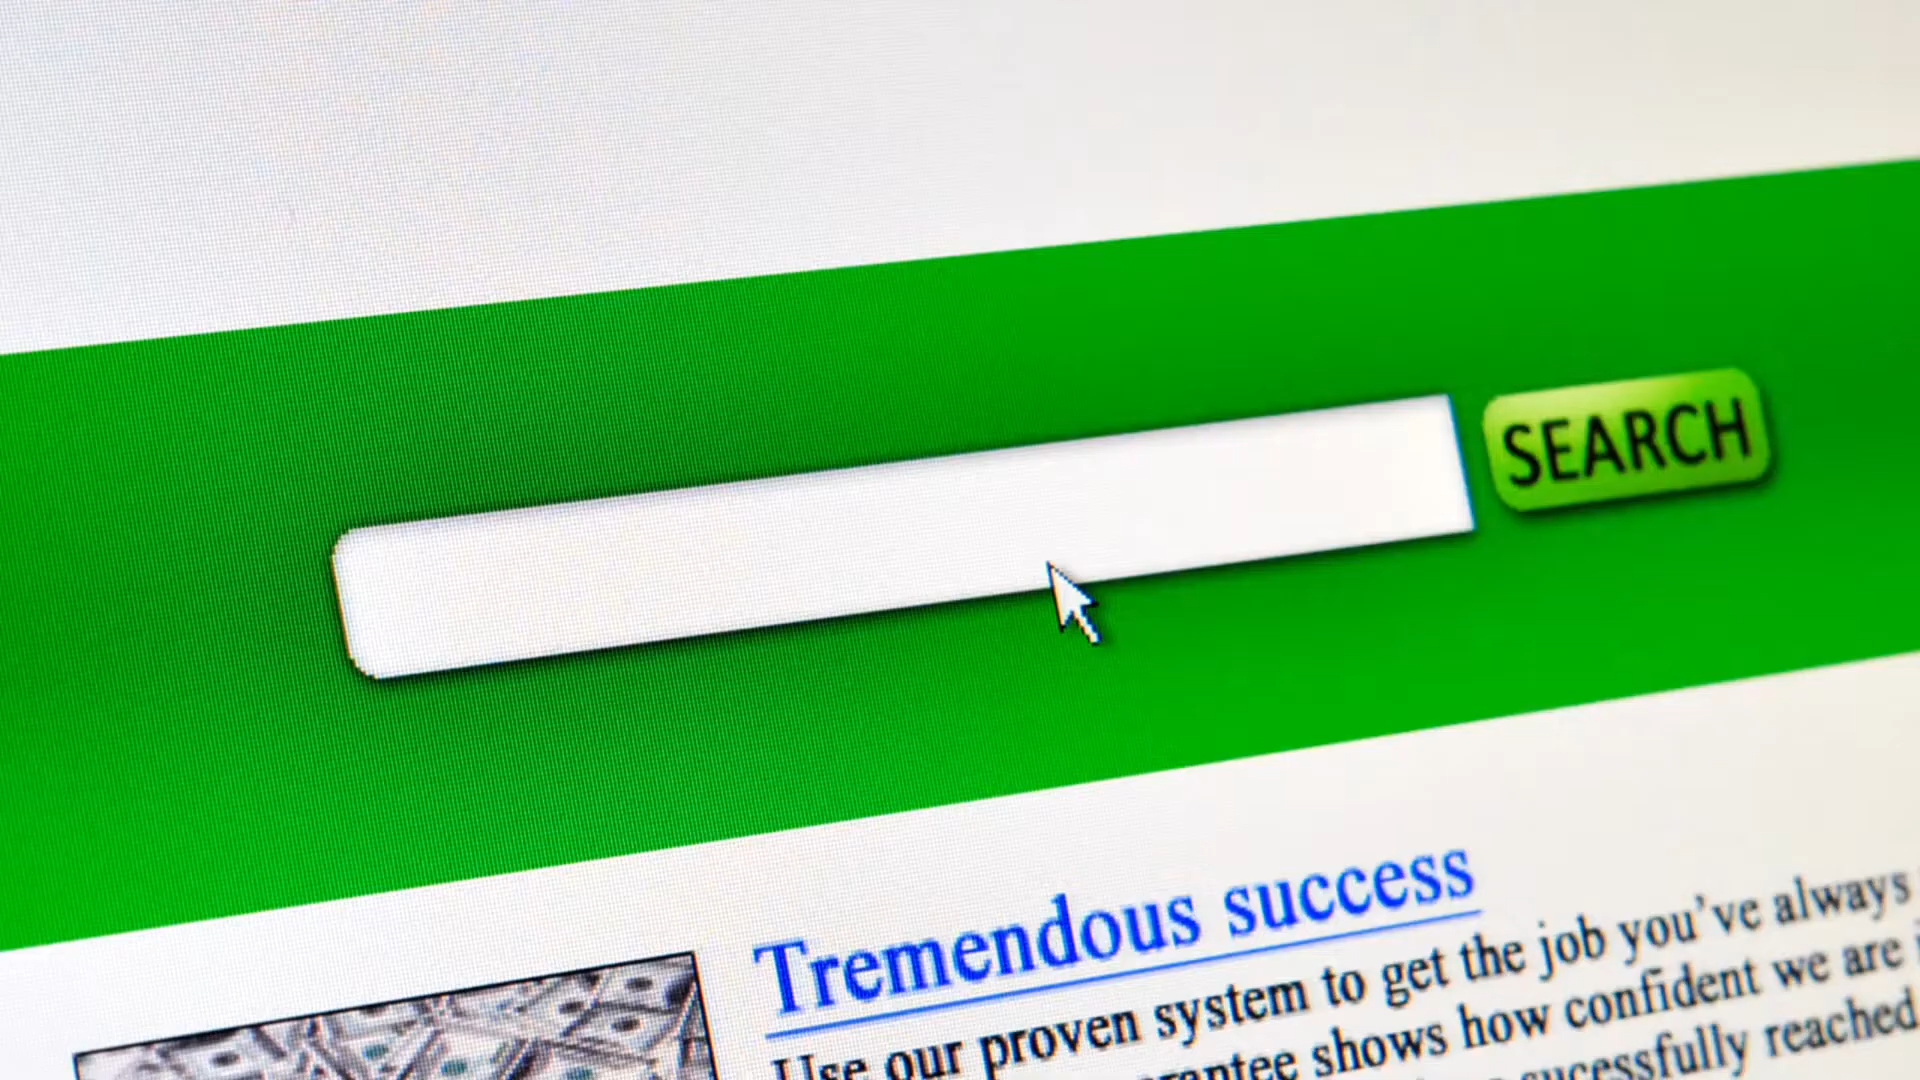 SEARCH
Tremendous success
Use our proven system to get the job you've always
shows how confident we are
sucessfully reached